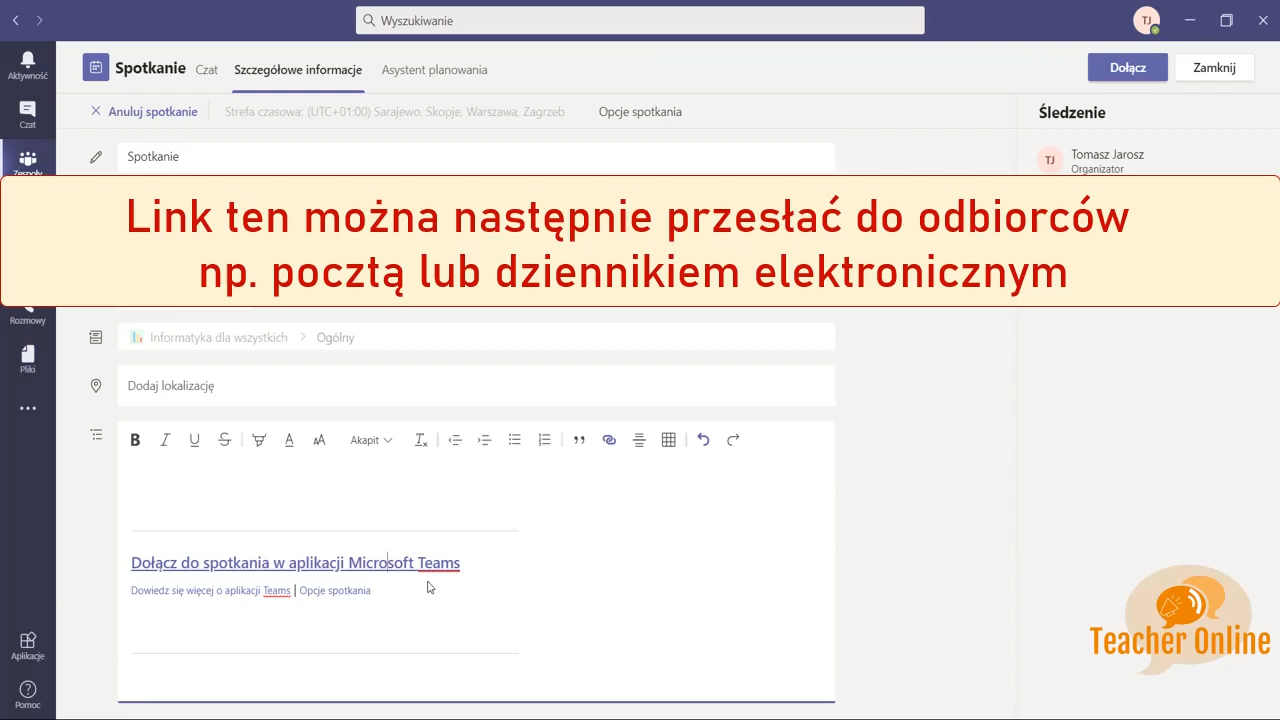 Wyszukiwanie
TJ
Aktywność
Czat
Zespoły
Rozmowy
Pliki
Aplikacje
Pomoc
Spotkanie Czat Szczegółowe informacje Asystent planowania
Dołącz Zamknij
Anuluj spotkanie Strefa czasowa: (UTC+01:00) Sarajewo, Skopje, Warszawa, Zagrzeb Opcje spotkania
Śledzenie
Spotkanie
TJ Tomasz Jarosz
Organizator
Link ten można następnie przesłać do odbiorców
np. pocztą lub dziennikiem elektronicznym
Informatyka dla wszystkich > Ogólny
Dodaj lokalizację
B I U S A AA Akapit Tx
Dołącz do spotkania w aplikacji Microsoft Teams
Dowiedz się więcej o aplikacji Teams | Opcje spotkania
Teacher Online